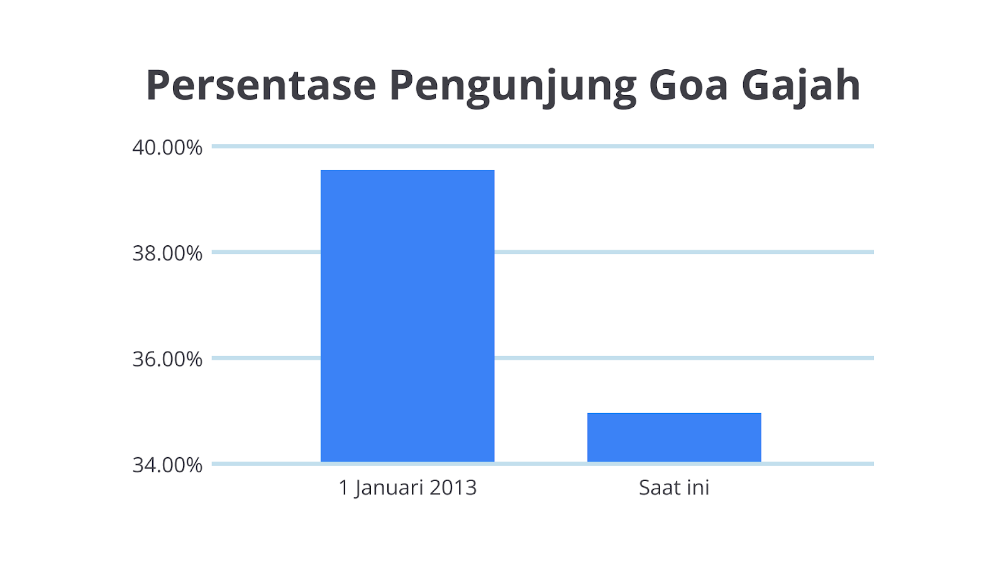 Persentase Pengunjung Goa Gajah
40.00%
38.00%
36.00%
34.00%
1 Januari 2013
Saat ini